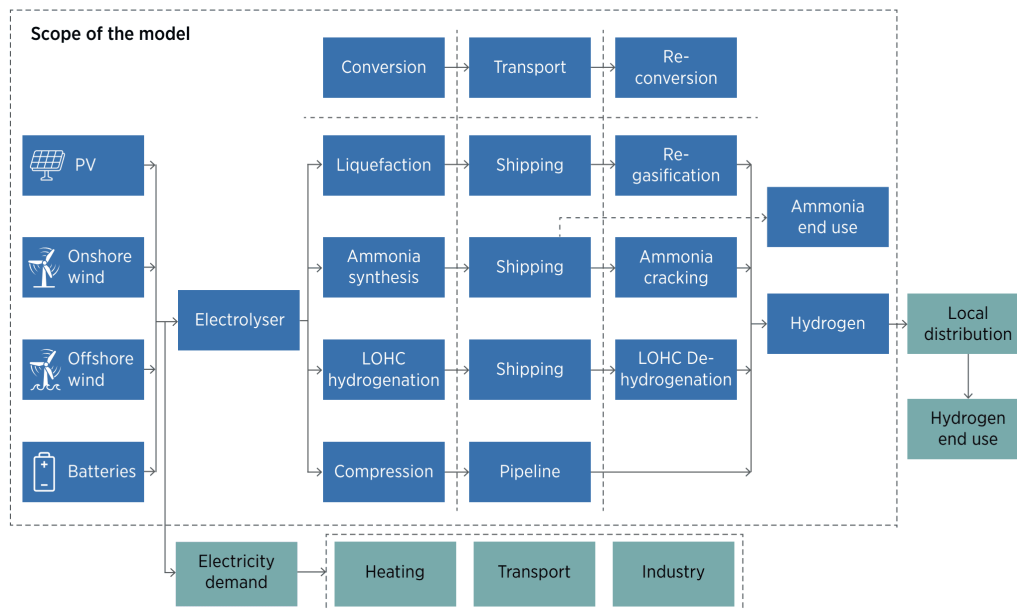 Scope of the model
Conversion
Transport
Re-
conversion
PV
Liquefaction
Shipping
Re-
gasification
Ammonia
end use
Onshore
wind
Ammonia
synthesis
Shipping
Ammonia
cracking
Electrolyser
Hydrogen
Local
distribution
Offshore
wind
LOHC
hydrogenation
Shipping
LOHC De-
hydrogenation
Hydrogen
end use
Batteries
Compression
Pipeline
Electricity
demand
Heating
Transport
Industry